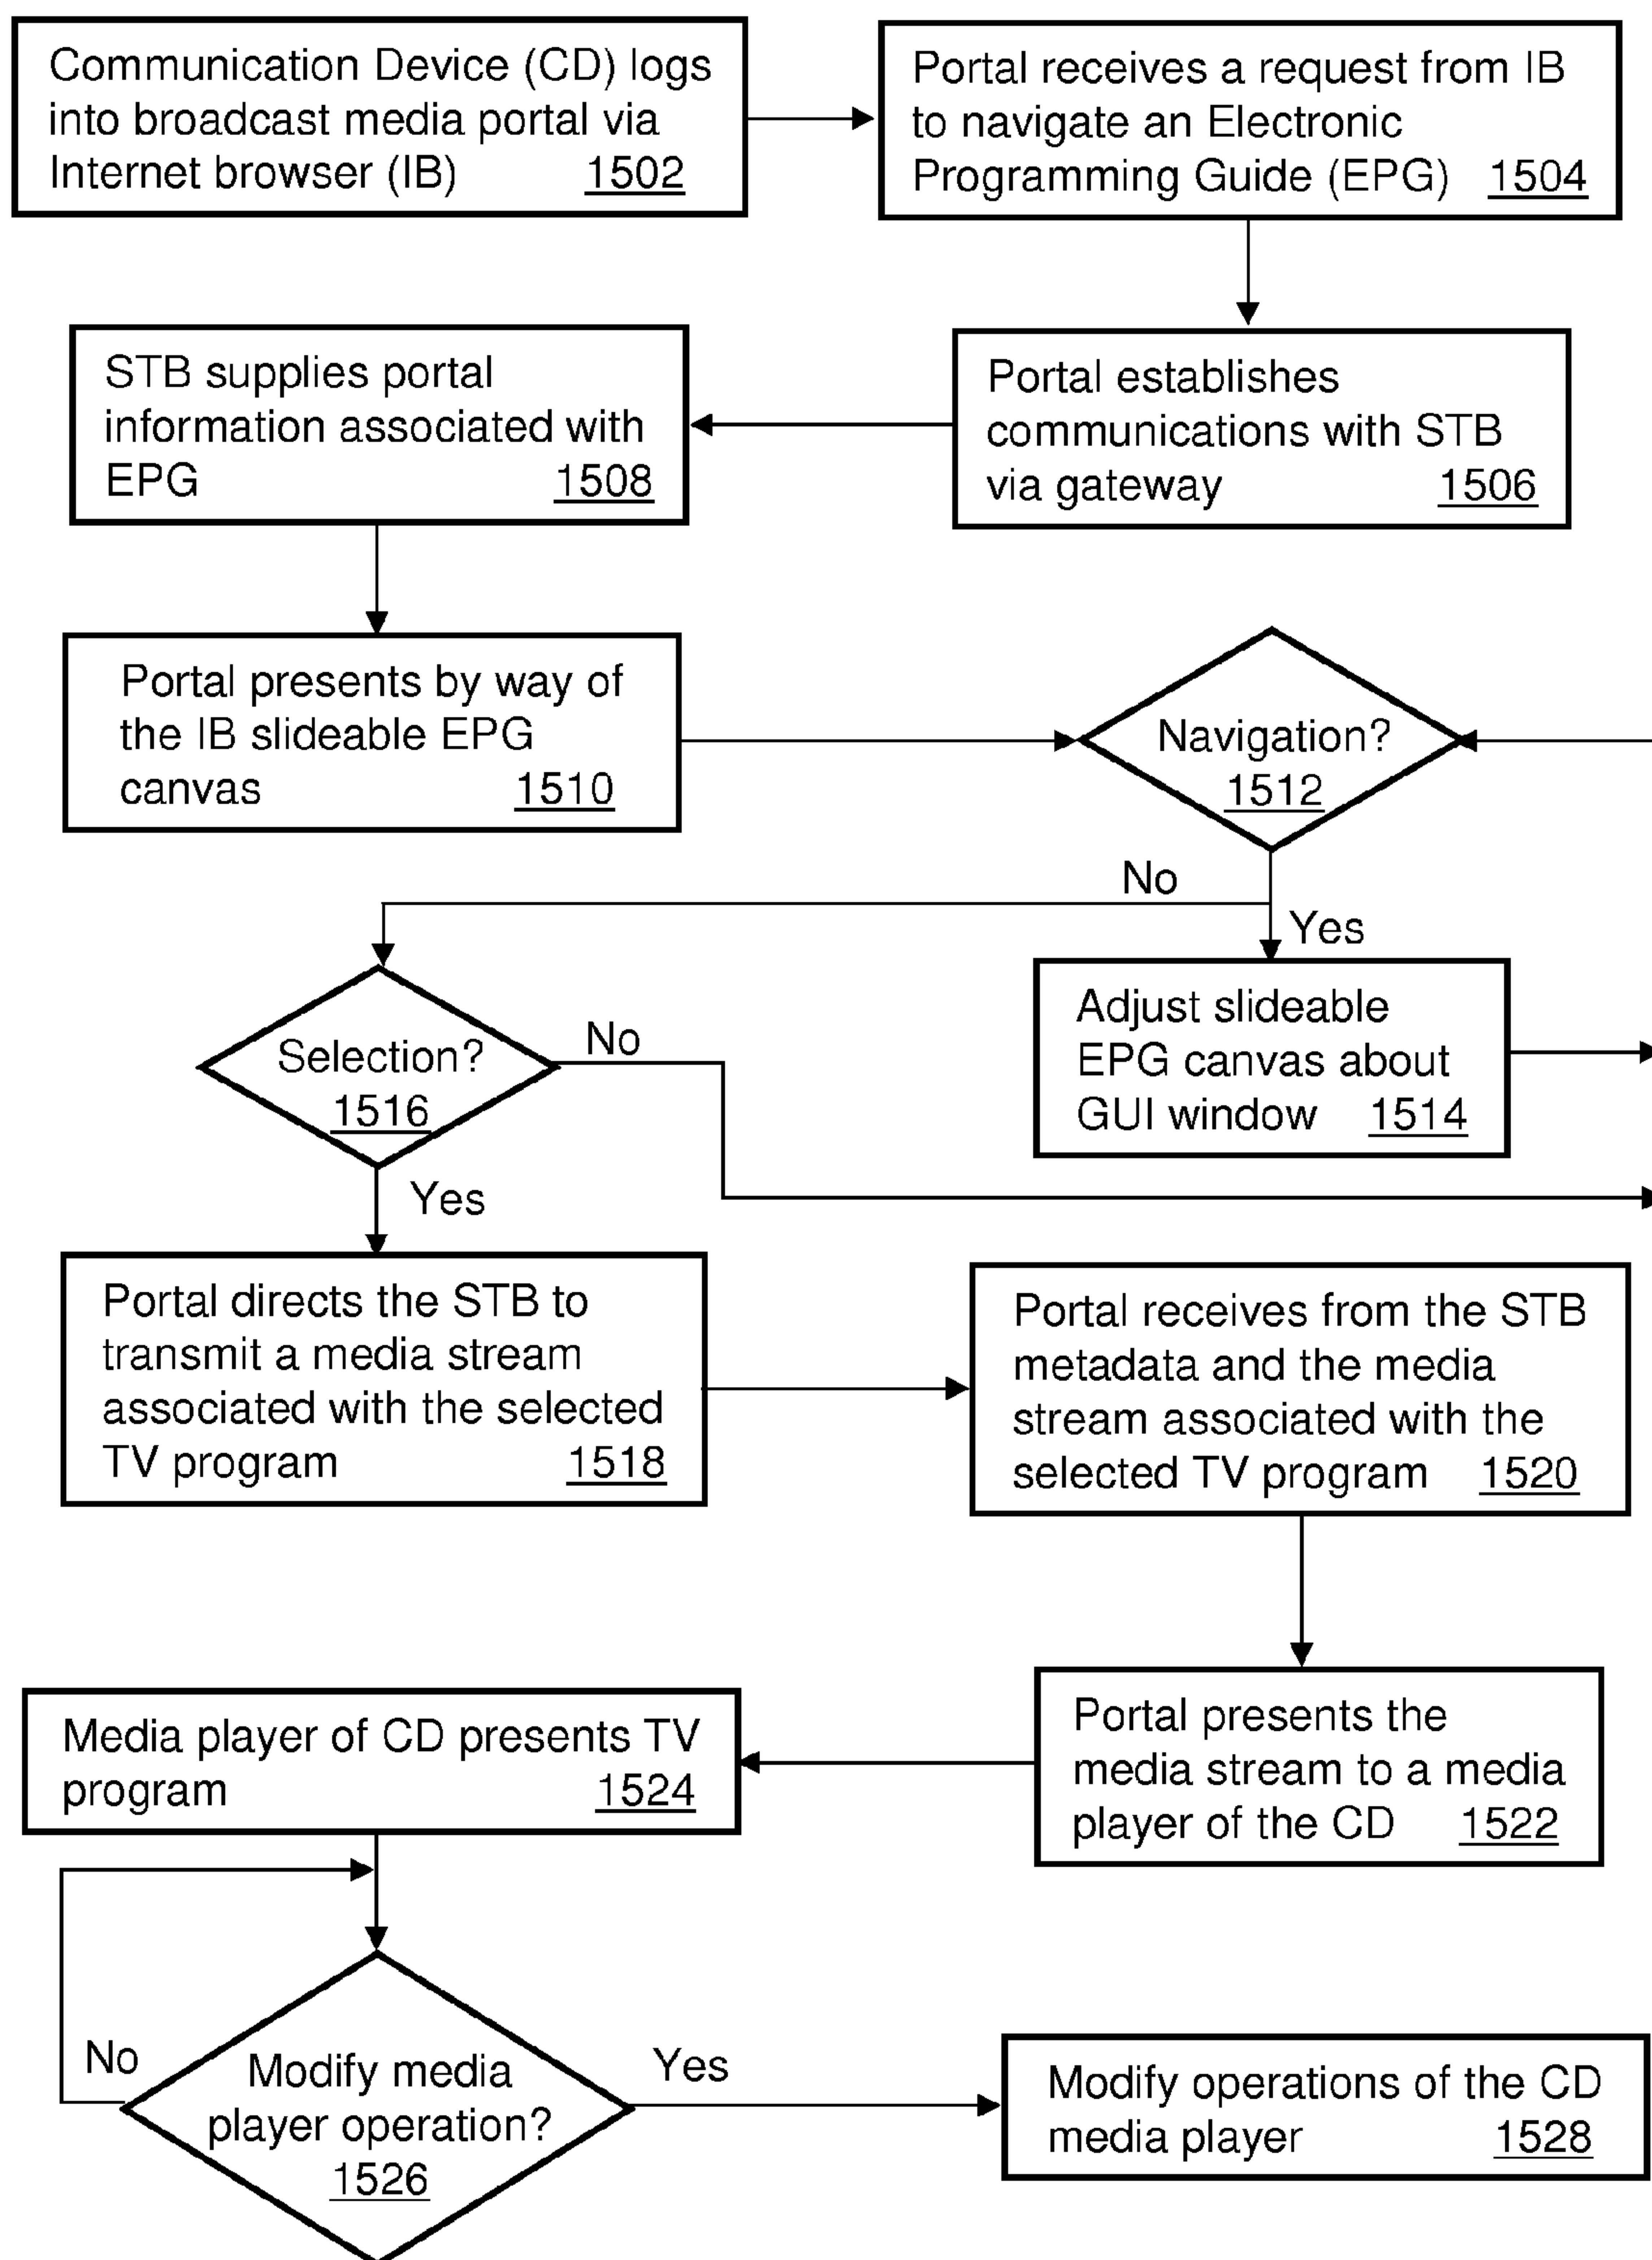 Communication Device (CD) logs
into broadcast media portal via
Internet browser (IB) 1502
Portal receives a request from IB
to navigate an Electronic
Programming Guide (EPG) 1504
Portal establishes
communications with STB
via gateway 1506
STB supplies portal
information associated with
EPG 1508
Portal presents by way of
the IB slideable EPG
canvas 1510
Navigation?
1512
No
Yes
Adjust slideable
EPG canvas about
GUI window 1514
Selection?
1516
No
Yes
Portal directs the STB to
transmit a media stream
associated with the selected
TV program 1518
Portal receives from the STB
metadata and the media
stream associated with the
selected TV program 1520
Portal presents the
media stream to a media
player of the CD 1522
Media player of CD presents TV
program 1524
No
Modify media
player operation?
1526
Yes
Modify operations of the CD
media player 1528